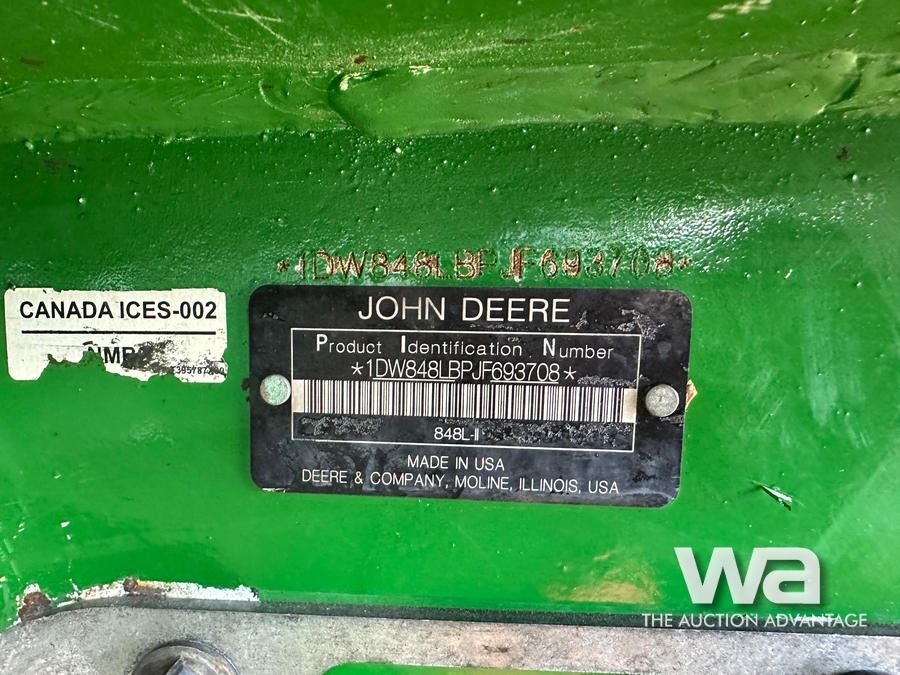 *1DW848LBPJF693708*
CANADA ICES-002
JOHN DEERE
Product Identification Number
*1DW848LBPJF693708*
848L-II
MADE IN USA
DEERE & COMPANY, MOLINE, ILLINOIS, USA
wa
THE AUCTION ADVANTAGE